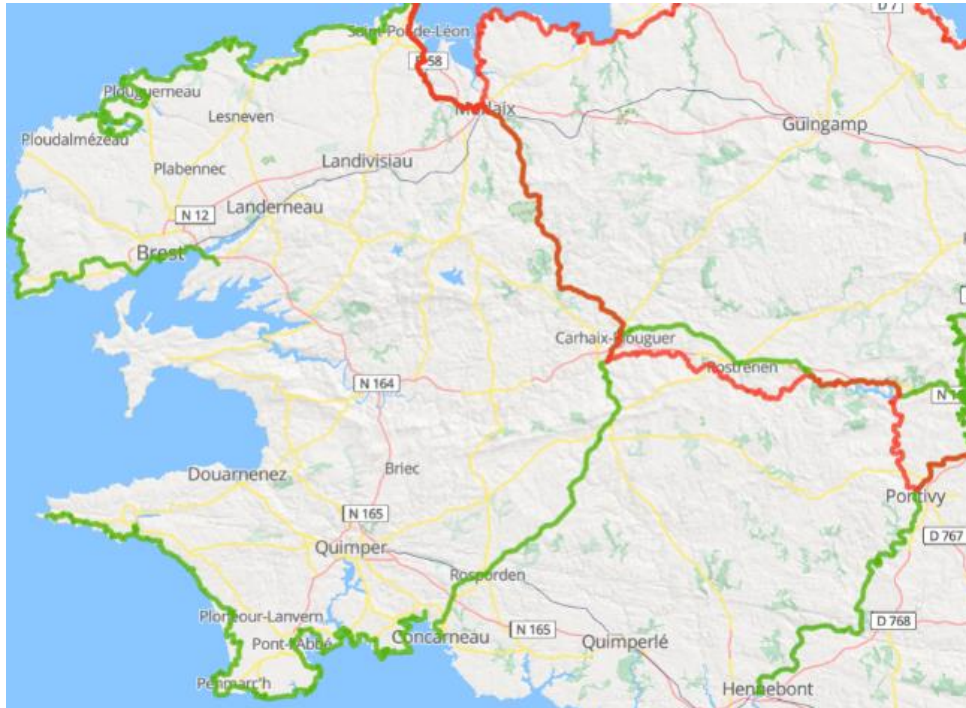 D 7
Saint-Pol-de-Léon
58
Plouguerneau
Morlaix
Lesneven
Guingamp
Ploudalmézeau
Landivisiau
Plabennec
Landerneau
N 12
Brest
Carhaix-Plouguer
Rostrenen
N 164
N 1
Douarnenez
Briec
Pontivy
N 165
D 767
Quimper
Rosporden
Plonéour-Lanvern
D 768
Concarneau
N 165
Pont-l'Abbé
Quimperlé
Penmarc'h
Hennebont